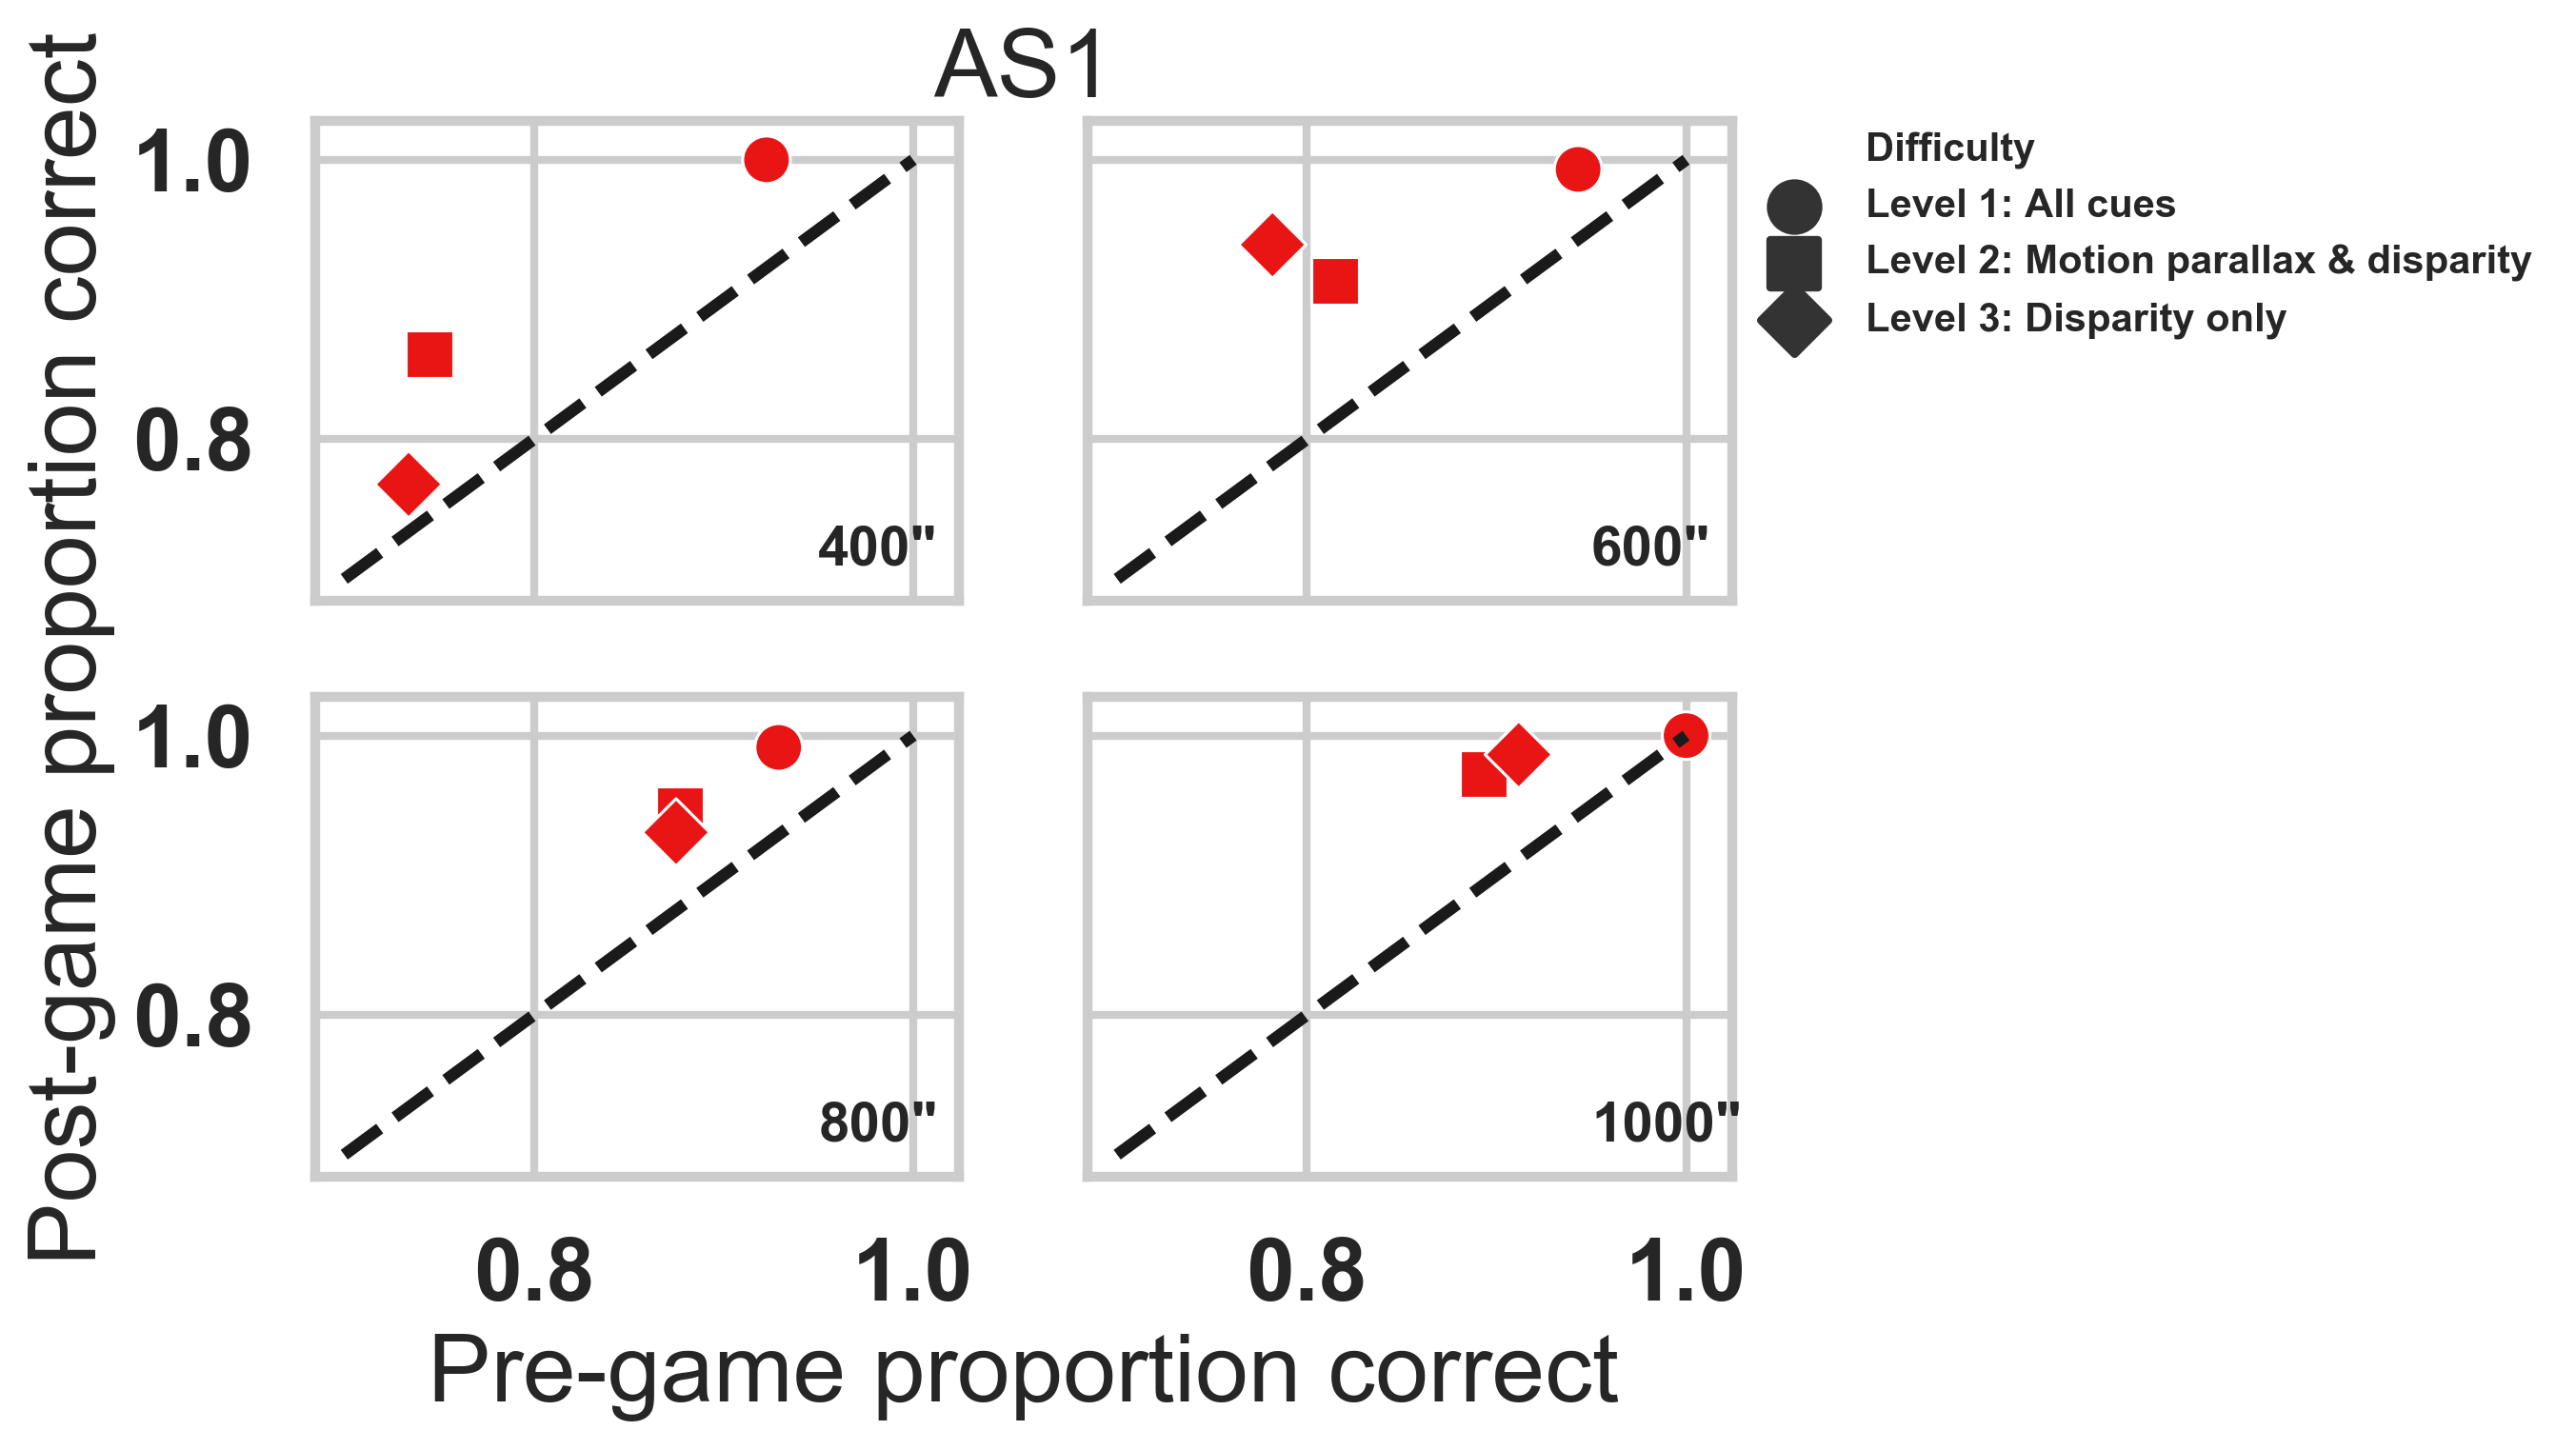 AS1
Post-game proportion correct
1.0
0.8
400"
600"
Difficulty
Level 1: All cues
Level 2: Motion parallax & disparity
Level 3: Disparity only
1.0
0.8
800"
1000"
0.8
1.0
0.8
1.0
Pre-game proportion correct